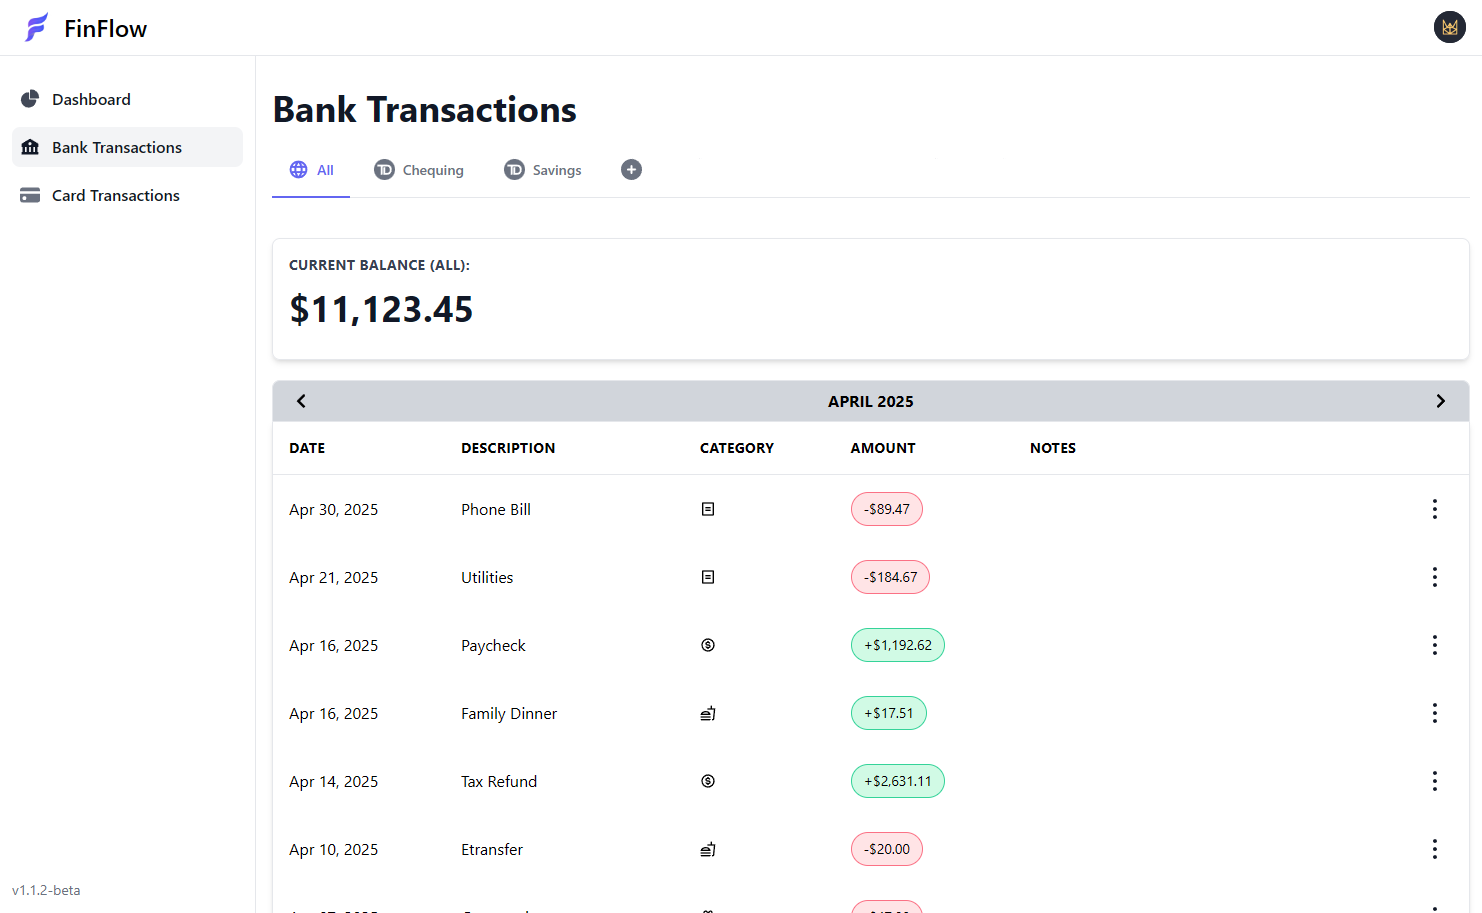 FinFlow
Dashboard
Bank Transactions
Card Transactions
v1.1.2-beta
Bank Transactions
All Chequing Savings
CURRENT BALANCE (ALL):
$11,123.45
APRIL 2025
DATE DESCRIPTION CATEGORY AMOUNT NOTES
Apr 30, 2025 Phone Bill -$89.47
Apr 21, 2025 Utilities -$184.67
Apr 16, 2025 Paycheck +$1,192.62
Apr 16, 2025 Family Dinner +$17.51
Apr 14, 2025 Tax Refund +$2,631.11
Apr 10, 2025 Etransfer -$20.00